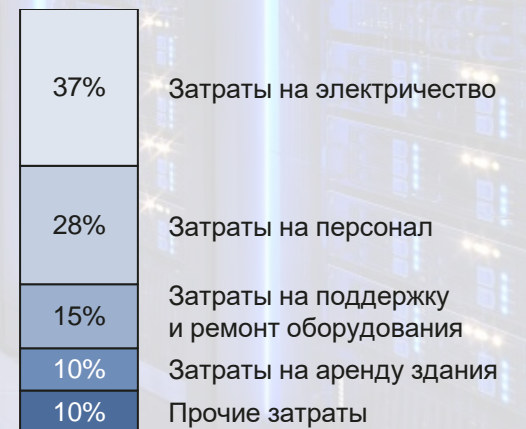 37% Затраты на электричество
28% Затраты на персонал
15% Затраты на поддержку
и ремонт оборудования
10% Затраты на аренду здания
10% Прочие затраты